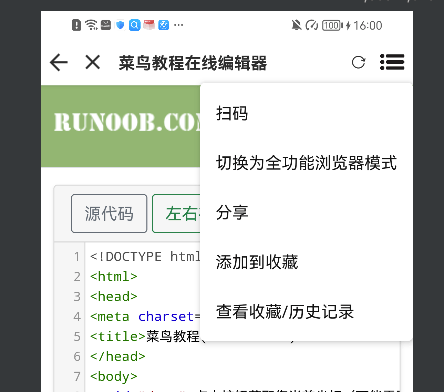 100 16:00
菜鸟教程在线编辑器
RUNOOB.CO
扫码
切换为全功能浏览器模式
分享
添加到收藏
查看收藏/历史记录
源代码
左右
1 <!DOCTYPE html
2 <html>
3 <head>
4 <meta charset=
5 <title>菜鸟教程(
6 </head>
7 <body>
8